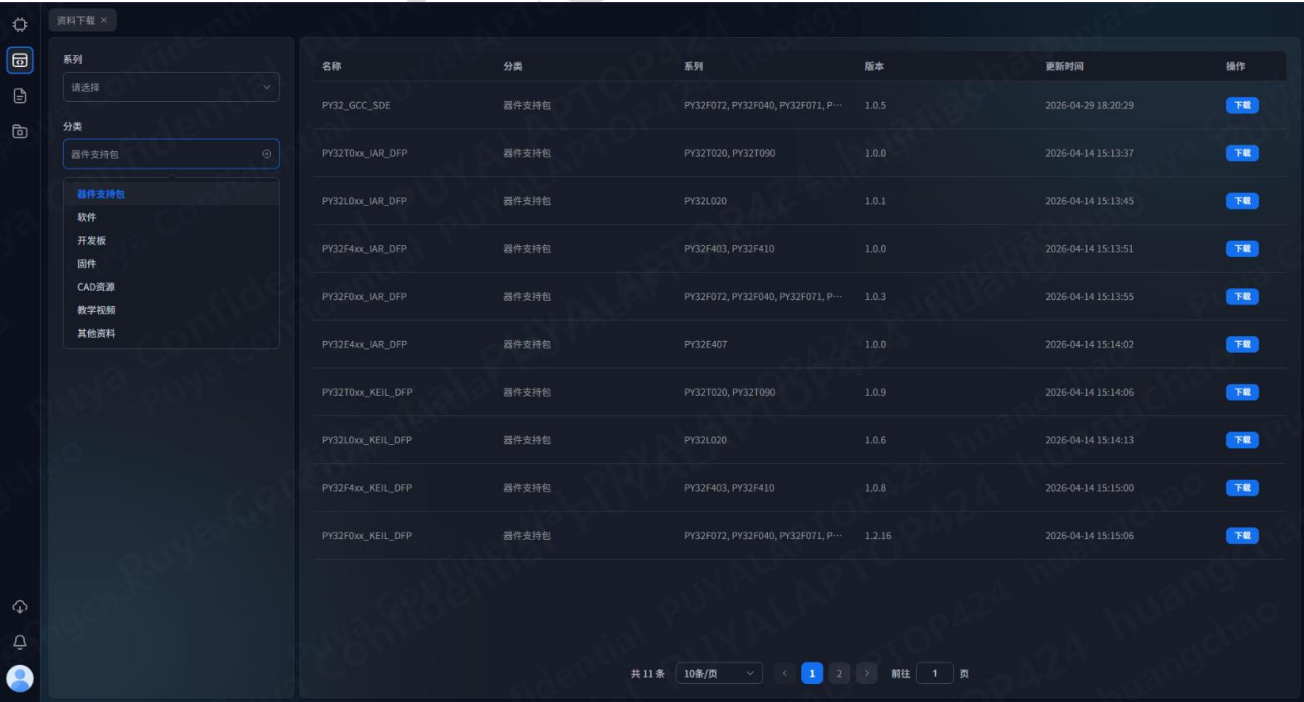 资料下载 ×
系列
请选择
分类
器件支持包
器件支持包
软件
开发板
固件
CAD资源
教学视频
其他资料
名称 分类 系列 版本 更新时间 操作
PY32_GCC_SDE 器件支持包 PY32F072, PY32F040, PY32F071, P··· 1.0.5 2026-04-29 18:20:29 下载
PY32T0xx_IAR_DFP 器件支持包 PY32T020, PY32T090 1.0.0 2026-04-14 15:13:37 下载
PY32L0xx_IAR_DFP 器件支持包 PY32L020 1.0.1 2026-04-14 15:13:45 下载
PY32F4xx_IAR_DFP 器件支持包 PY32F403, PY32F410 1.0.0 2026-04-14 15:13:51 下载
PY32F0xx_IAR_DFP 器件支持包 PY32F072, PY32F040, PY32F071, P··· 1.0.3 2026-04-14 15:13:55 下载
PY32E4xx_IAR_DFP 器件支持包 PY32E407 1.0.0 2026-04-14 15:14:02 下载
PY32T0xx_KEIL_DFP 器件支持包 PY32T020, PY32T090 1.0.9 2026-04-14 15:14:06 下载
PY32L0xx_KEIL_DFP 器件支持包 PY32L020 1.0.6 2026-04-14 15:14:13 下载
PY32F4xx_KEIL_DFP 器件支持包 PY32F403, PY32F410 1.0.8 2026-04-14 15:15:00 下载
PY32F0xx_KEIL_DFP 器件支持包 PY32F072, PY32F040, PY32F071, P··· 1.2.16 2026-04-14 15:15:06 下载
共 11 条 10条/页 < 1 2 > 前往 1 页
Puya Confidential PUYALAPTOP424 huangchao